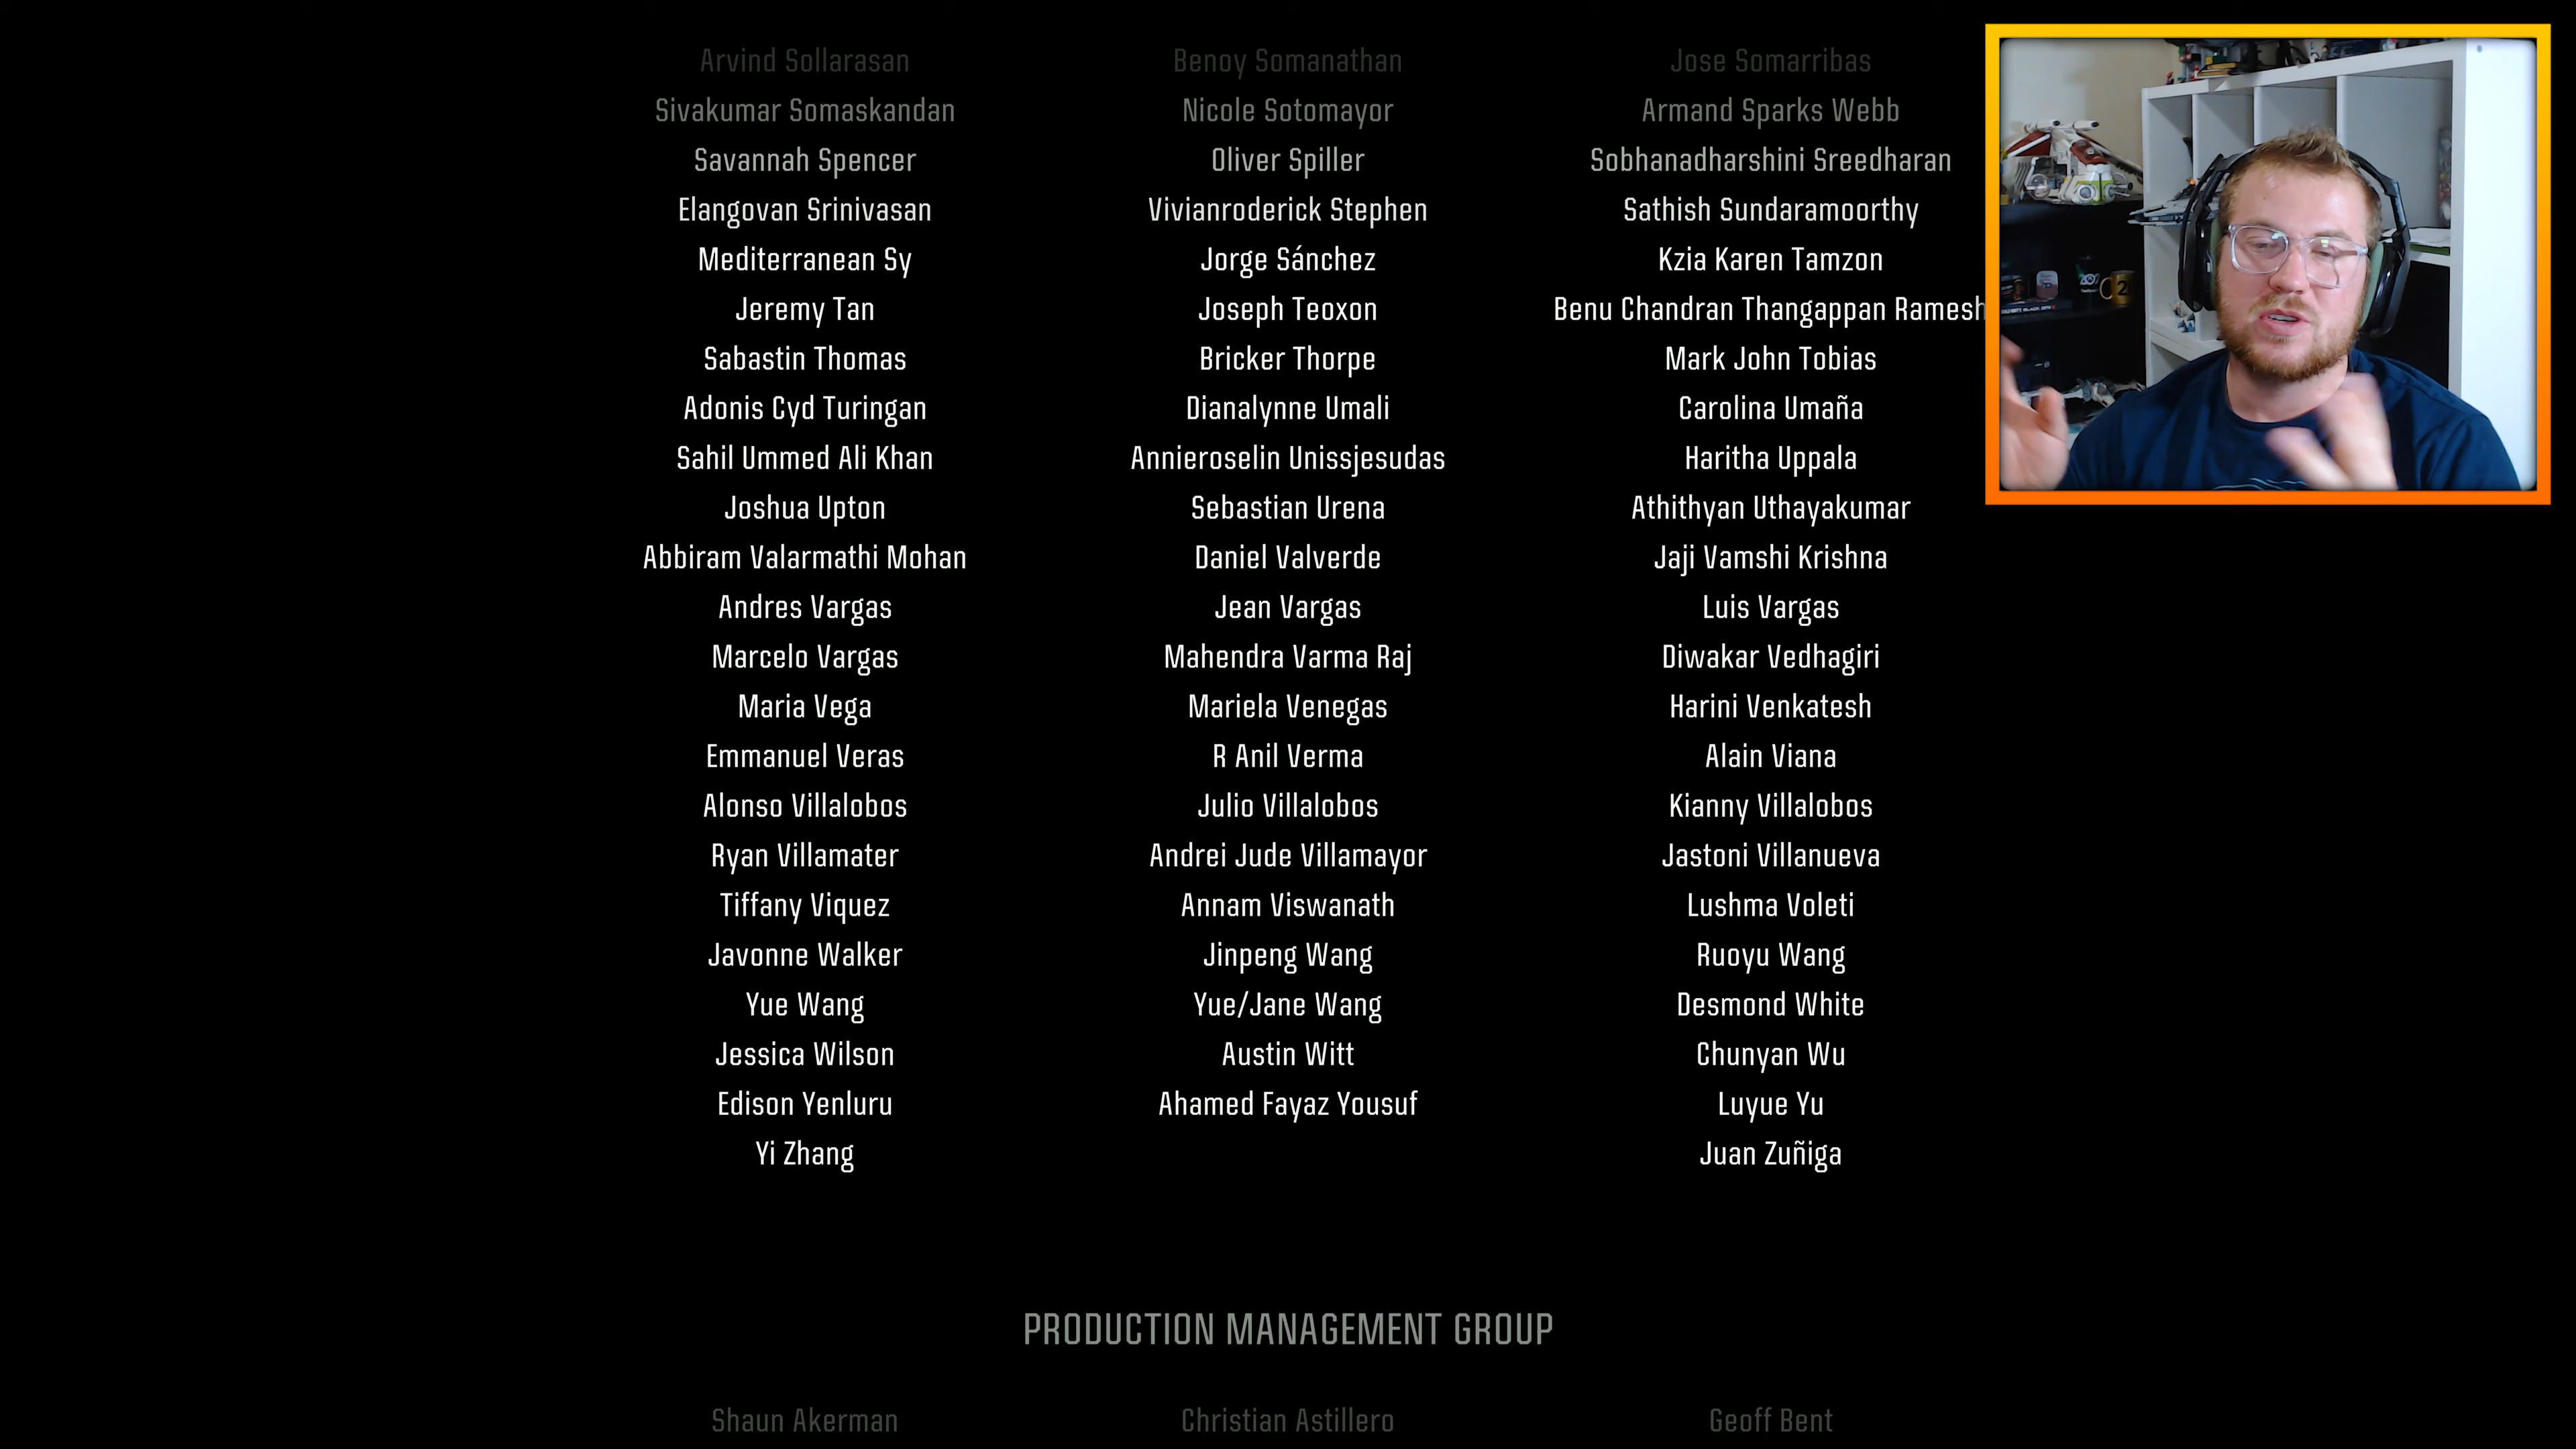 Arvind Sollarasan Benoy Somanathan Jose Somarribas
Sivakumar Somaskandan Nicole Sotomayor Armand Sparks Webb
Savannah Spencer Oliver Spiller Sobhanadharshini Sreedharan
Elangovan Srinivasan Vivianroderick Stephen Sathish Sundaramoorthy
Mediterranean Sy Jorge Sánchez Kzia Karen Tamzon
Jeremy Tan Joseph Teoxon Benu Chandran Thangappan Ramesh
Sabastin Thomas Bricker Thorpe Mark John Tobias
Adonis Cyd Turingan Dianalynne Umali Carolina Umaña
Sahil Ummed Ali Khan Annieroselin Unissjesudas Haritha Uppala
Joshua Upton Sebastian Urena Athithyan Uthayakumar
Abbiram Valarmathi Mohan Daniel Valverde Jaji Vamshi Krishna
Andres Vargas Jean Vargas Luis Vargas
Marcelo Vargas Mahendra Varma Raj Diwakar Vedhagiri
Maria Vega Mariela Venegas Harini Venkatesh
Emmanuel Veras R Anil Verma Alain Viana
Alonso Villalobos Julio Villalobos Kianny Villalobos
Ryan Villamater Andrei Jude Villamayor Jastoni Villanueva
Tiffany Viquez Annam Viswanath Lushma Voleti
Javonne Walker Jinpeng Wang Ruoyu Wang
Yue Wang Yue/Jane Wang Desmond White
Jessica Wilson Austin Witt Chunyan Wu
Edison Yenluru Ahamed Fayaz Yousuf Luyue Yu
Yi Zhang Juan Zuñiga
PRODUCTION MANAGEMENT GROUP
Shaun Akerman Christian Astillero Geoff Bent